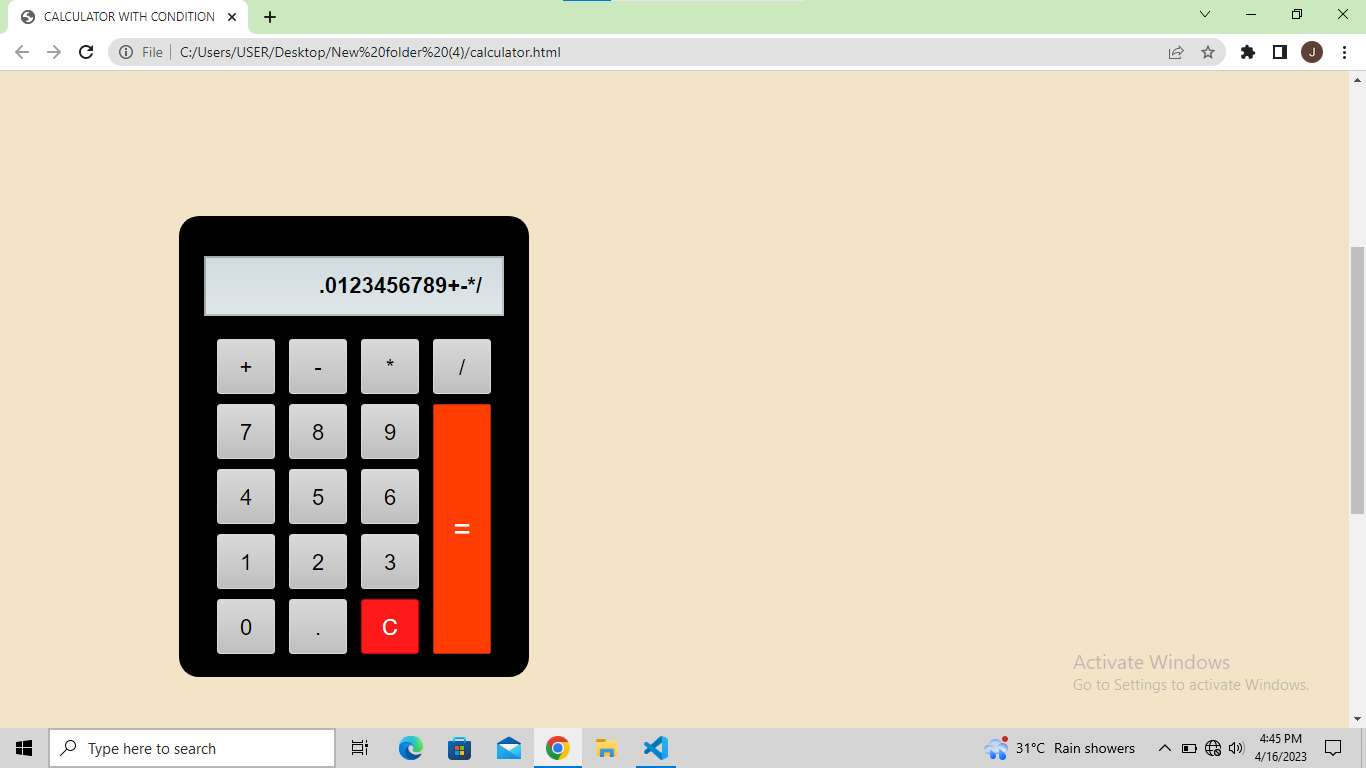 CALCULATOR WITH CONDITION
File
C:/Users/USER/Desktop/New%20folder%20(4)/calculator.html
J
.0123456789+-*/
+ - * /
7 8 9
4 5 6
=
1 2 3
0 . C
Activate Windows
Go to Settings to activate Windows.
Type here to search
31°C Rain showers
4:45 PM
4/16/2023